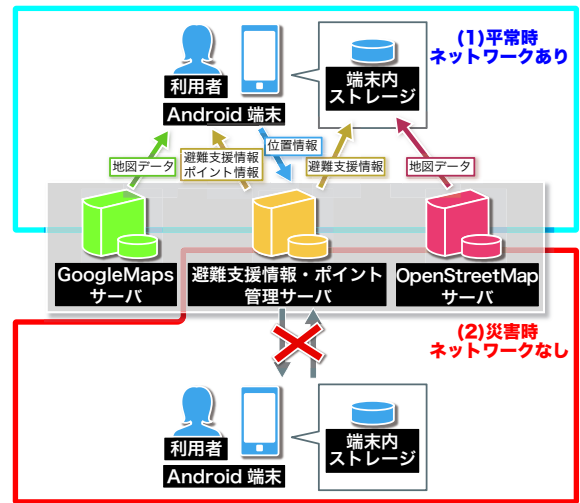 (1)平常時
ネットワークあり
利用者
Android 端末
端末内
ストレージ
地図データ
避難支援情報
ポイント情報
位置情報
避難支援情報
地図データ
GoogleMaps
サーバ
避難支援情報・ポイント
管理サーバ
OpenStreetMap
サーバ
(2)災害時
ネットワークなし
利用者
Android 端末
端末内
ストレージ